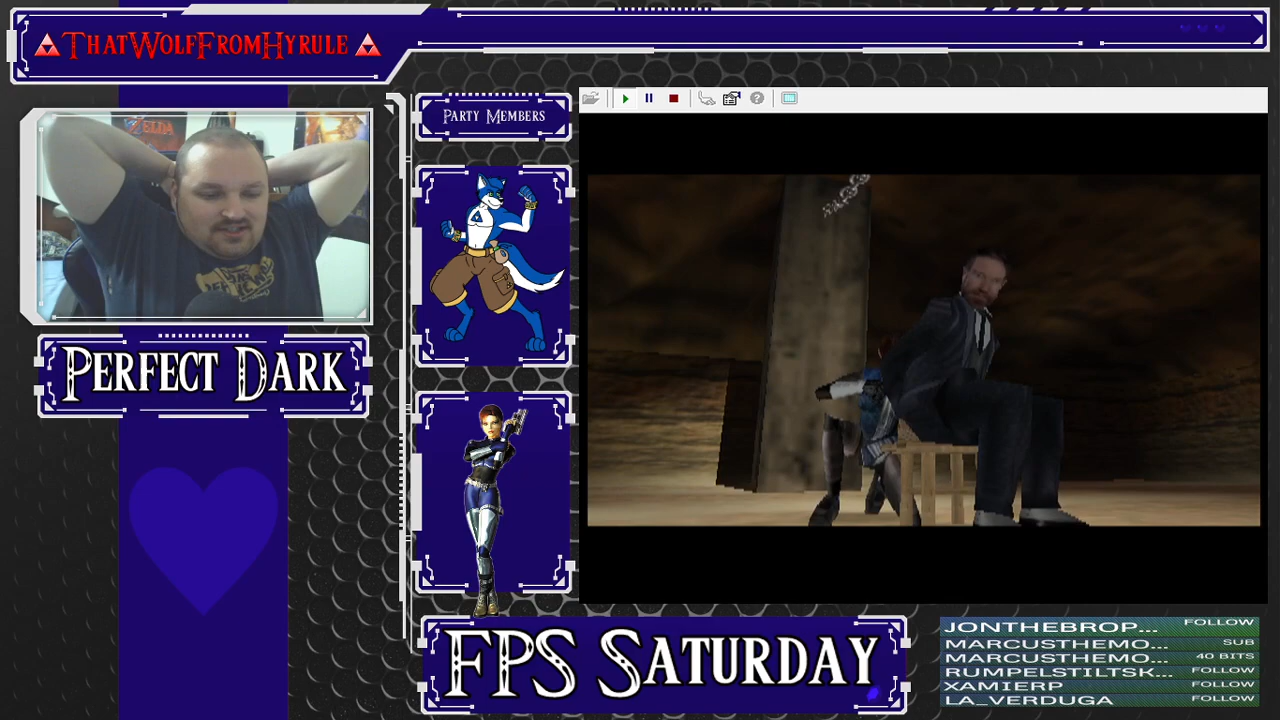 ThatWolfFromHyrule
ZELDA
Party Members
Perfect Dark
FPS Saturday
JONTHEBROP... FOLLOW
MARCUSTHEMO... SUB
MARCUSTHEMO... 40 BITS
RUMPELSTILTSK... FOLLOW
XAMIERP FOLLOW
LA_VERDUGA FOLLOW